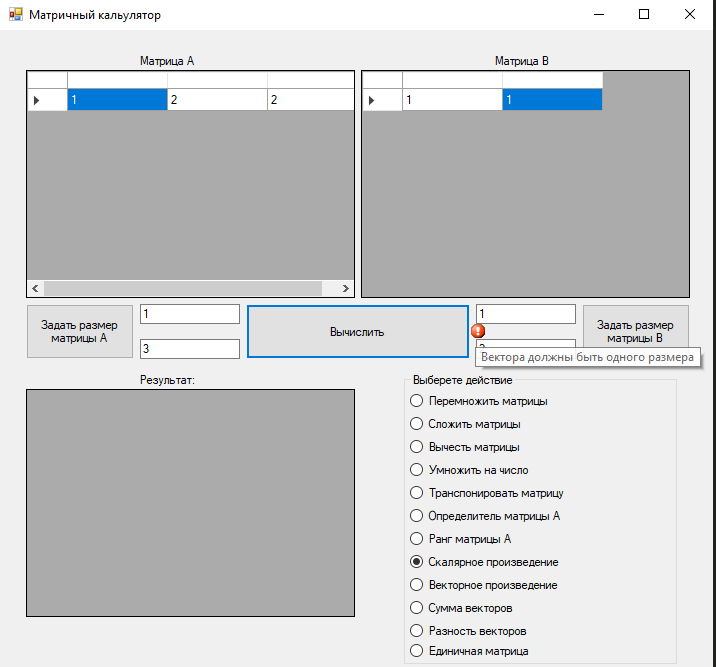 Матричный кальулятор
Матрица А
Матрица В
1 2 2
1 1
Задать размер
матрицы А
1
3
Вычислить
1
Задать размер
матрицы В
Вектора должны быть одного размера
Результат:
Выберете действие
Перемножить матрицы
Сложить матрицы
Вычесть матрицы
Умножить на число
Транспонировать матрицу
Определитель матрицы А
Ранг матрицы А
Скалярное произведение
Векторное произведение
Сумма векторов
Разность векторов
Единичная матрица